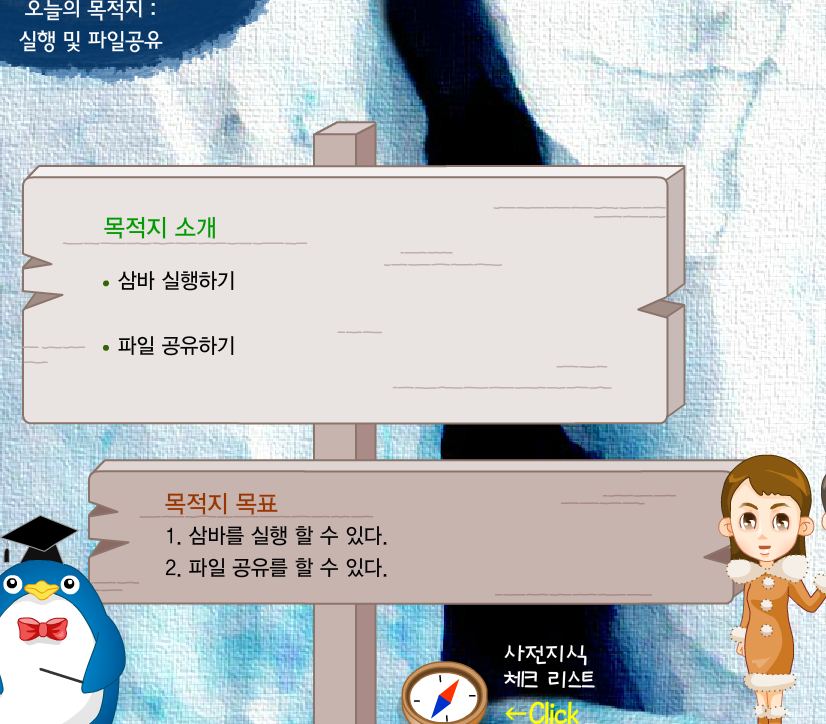 오늘의 목적지 :
실행 및 파일공유
목적지 소개
• 삼바 실행하기
• 파일 공유하기
목적지 목표
1. 삼바를 실행 할 수 있다.
2. 파일 공유를 할 수 있다.
사전지식
체크 리스트
←Click